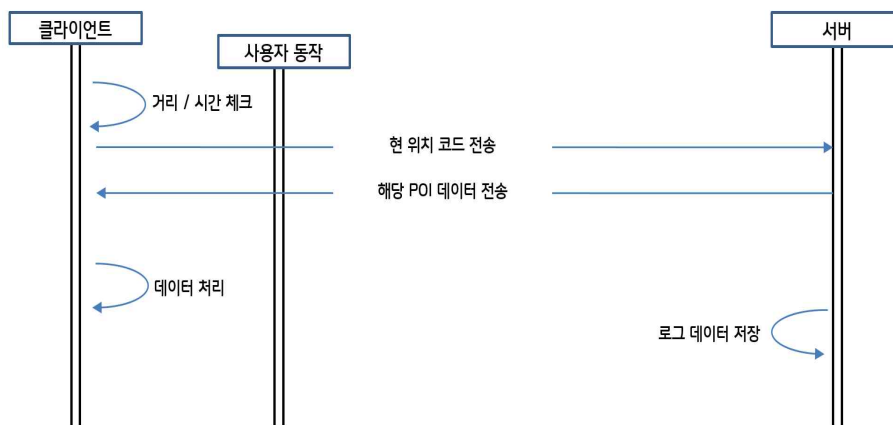 클라이언트
사용자 동작
서버
거리 / 시간 체크
현 위치 코드 전송
해당 POI 데이터 전송
데이터 처리
로그 데이터 저장